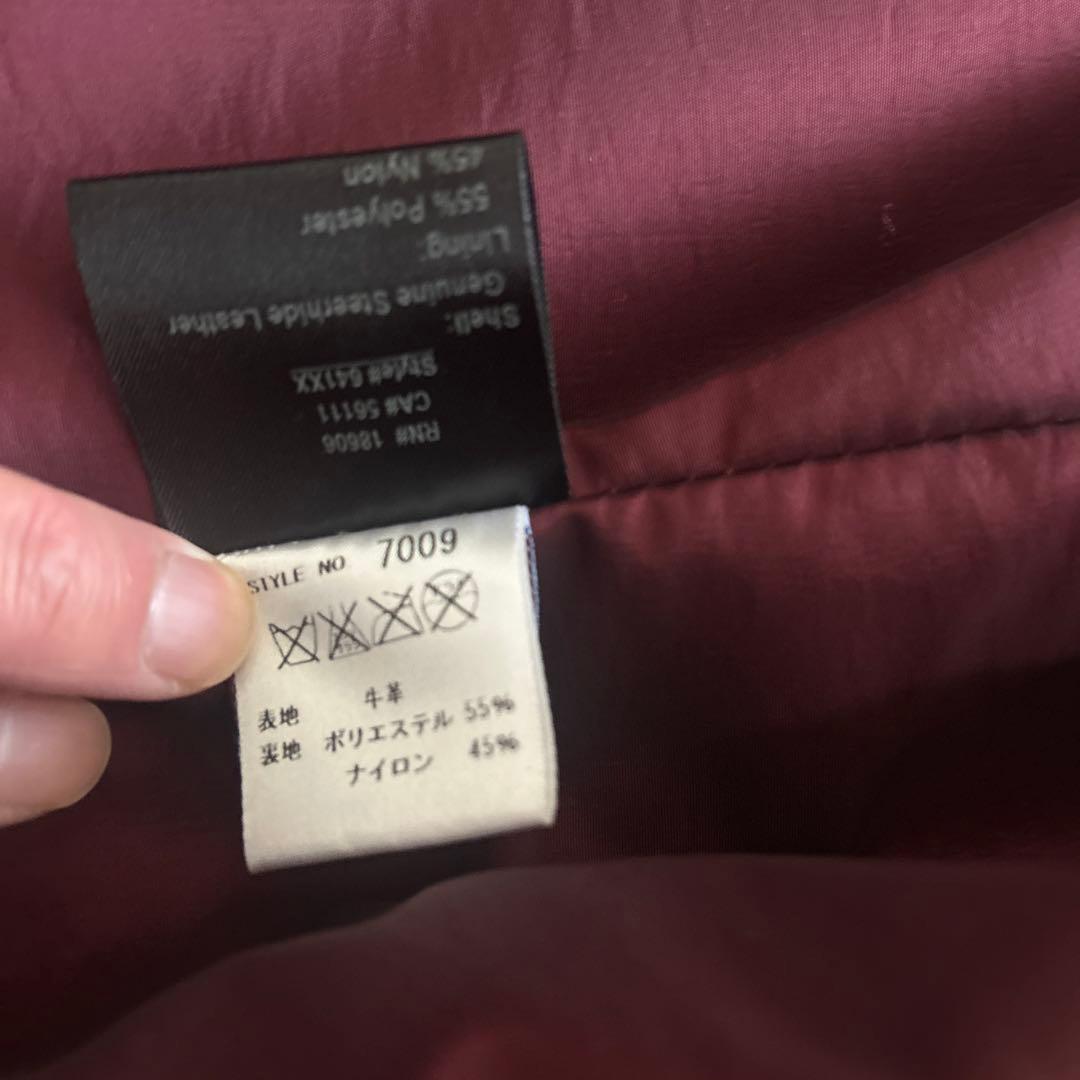 RN# 18606
CA# 56111
Style# 641XX
Shell:
Genuine Steerhide Leather
Lining:
55% Polyester
45% Nylon
STYLE NO 7009
表地 牛革
裏地 ポリエステル 55%
ナイロン 45%